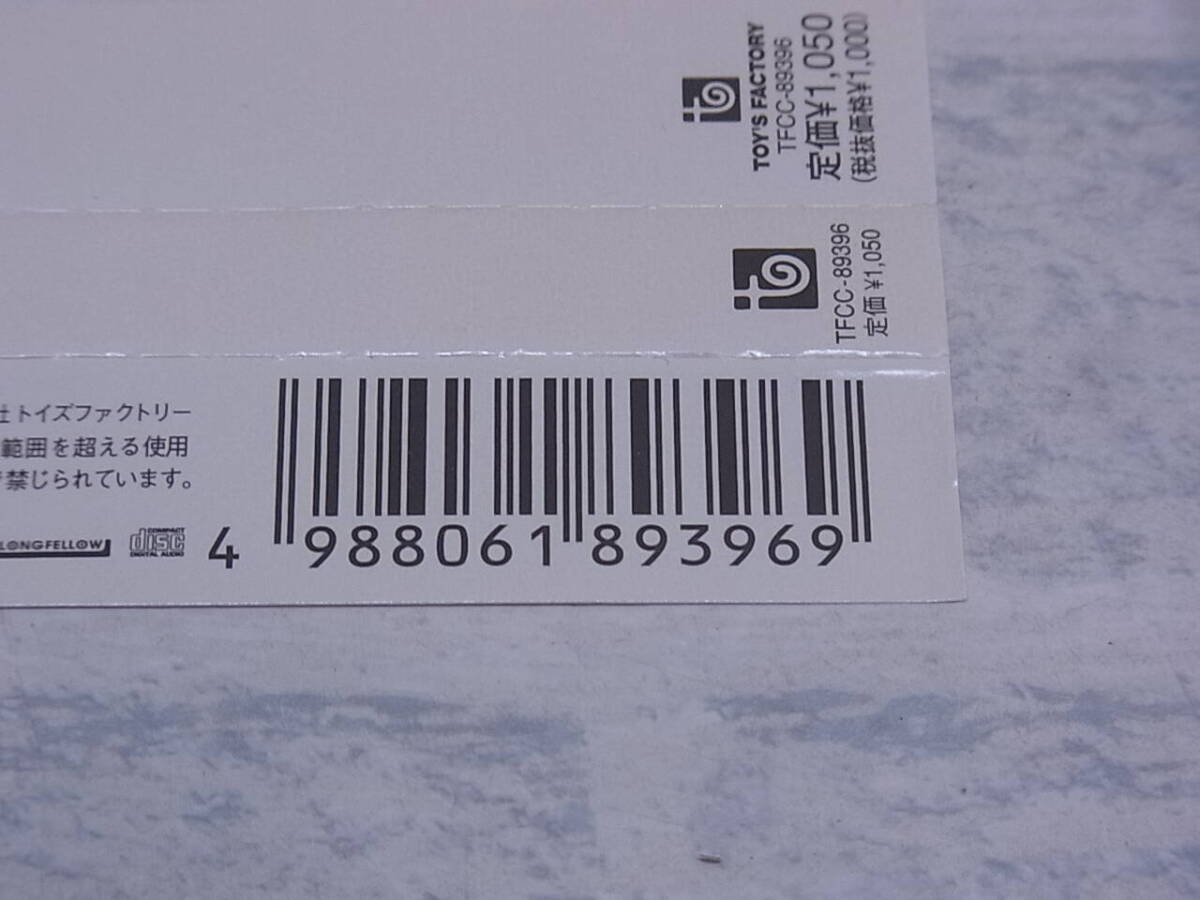 TOY'S FACTORY
TFCC-89396
定価¥1,050
(税抜価格¥1,000)
TFCC-89396
定価 ¥1,050
トイズファクトリー
範囲を超える使用
禁じられています。
LONGFELLOW
COMPACT
disc
DIGITAL AUDIO
4 988061 893969